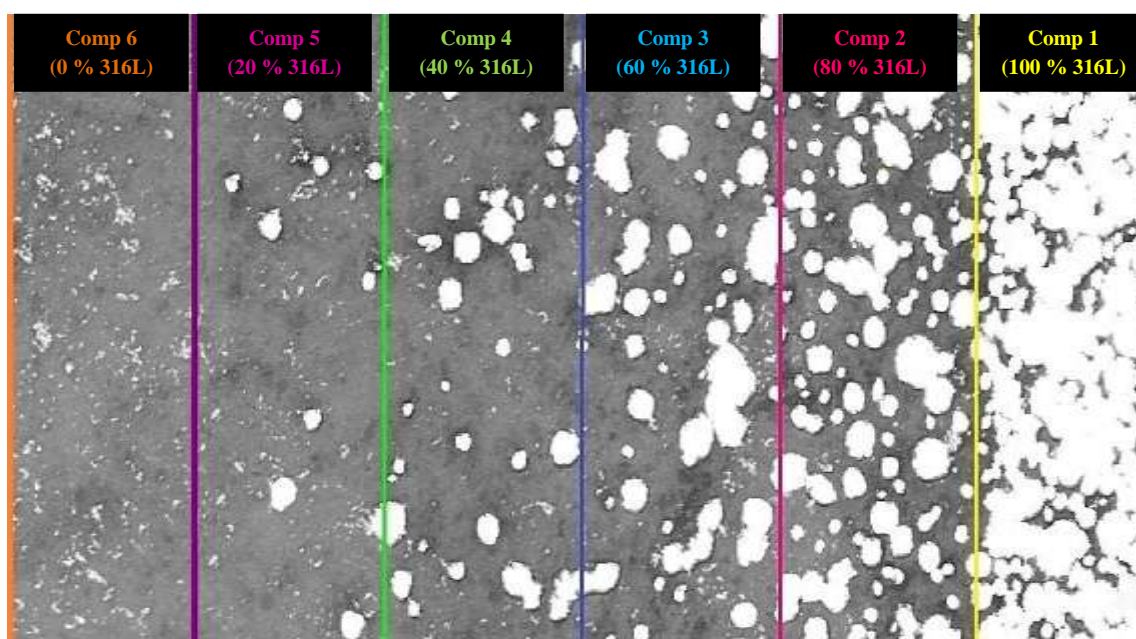 Comp 6
(0 % 316L)
Comp 5
(20 % 316L)
Comp 4
(40 % 316L)
Comp 3
(60 % 316L)
Comp 2
(80 % 316L)
Comp 1
(100 % 316L)